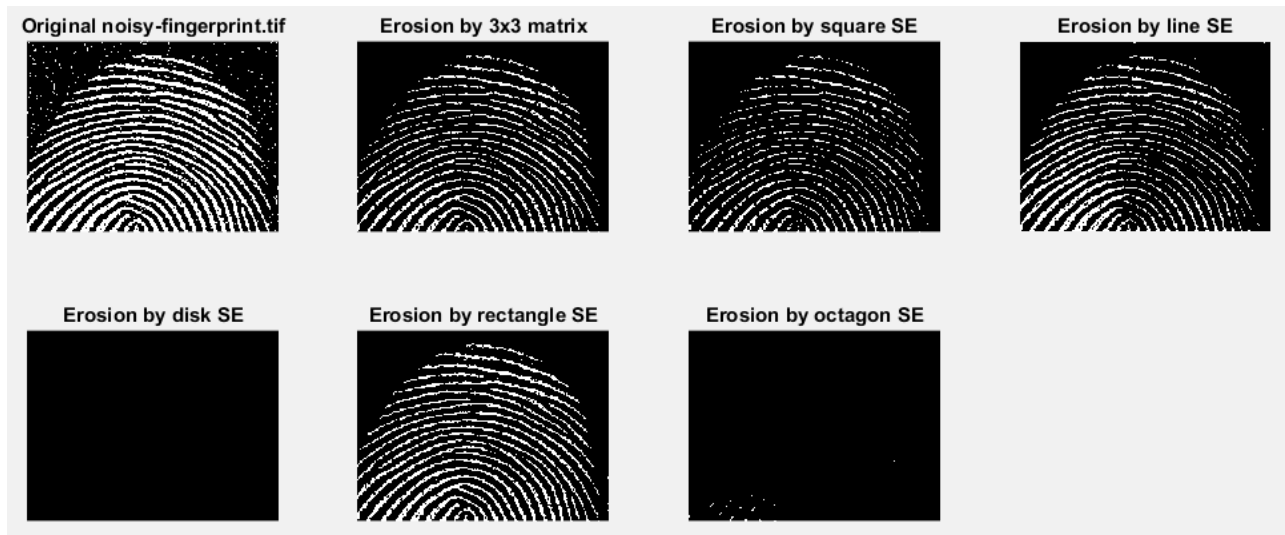 Original noisy-fingerprint.tif
Erosion by 3x3 matrix
Erosion by square SE
Erosion by line SE
Erosion by disk SE
Erosion by rectangle SE
Erosion by octagon SE